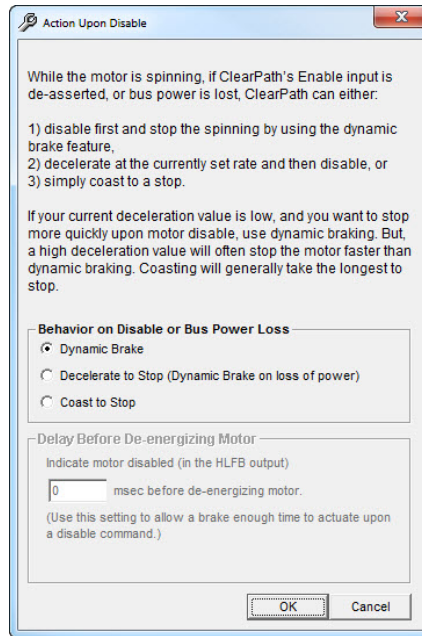 Action Upon Disable
While the motor is spinning, if ClearPath's Enable input is
de-asserted, or bus power is lost, ClearPath can either:
1) disable first and stop the spinning by using the dynamic
brake feature,
2) decelerate at the currently set rate and then disable, or
3) simply coast to a stop.
If your current deceleration value is low, and you want to stop
more quickly upon motor disable, use dynamic braking. But,
a high deceleration value will often stop the motor faster than
dynamic braking. Coasting will generally take the longest to
stop.
Behavior on Disable or Bus Power Loss
Dynamic Brake
Decelerate to Stop (Dynamic Brake on loss of power)
Coast to Stop
Delay Before De-energizing Motor
Indicate motor disabled (in the HLFB output)
0 msec before de-energizing motor.
(Use this setting to allow a brake enough time to actuate upon
a disable command.)
OK Cancel